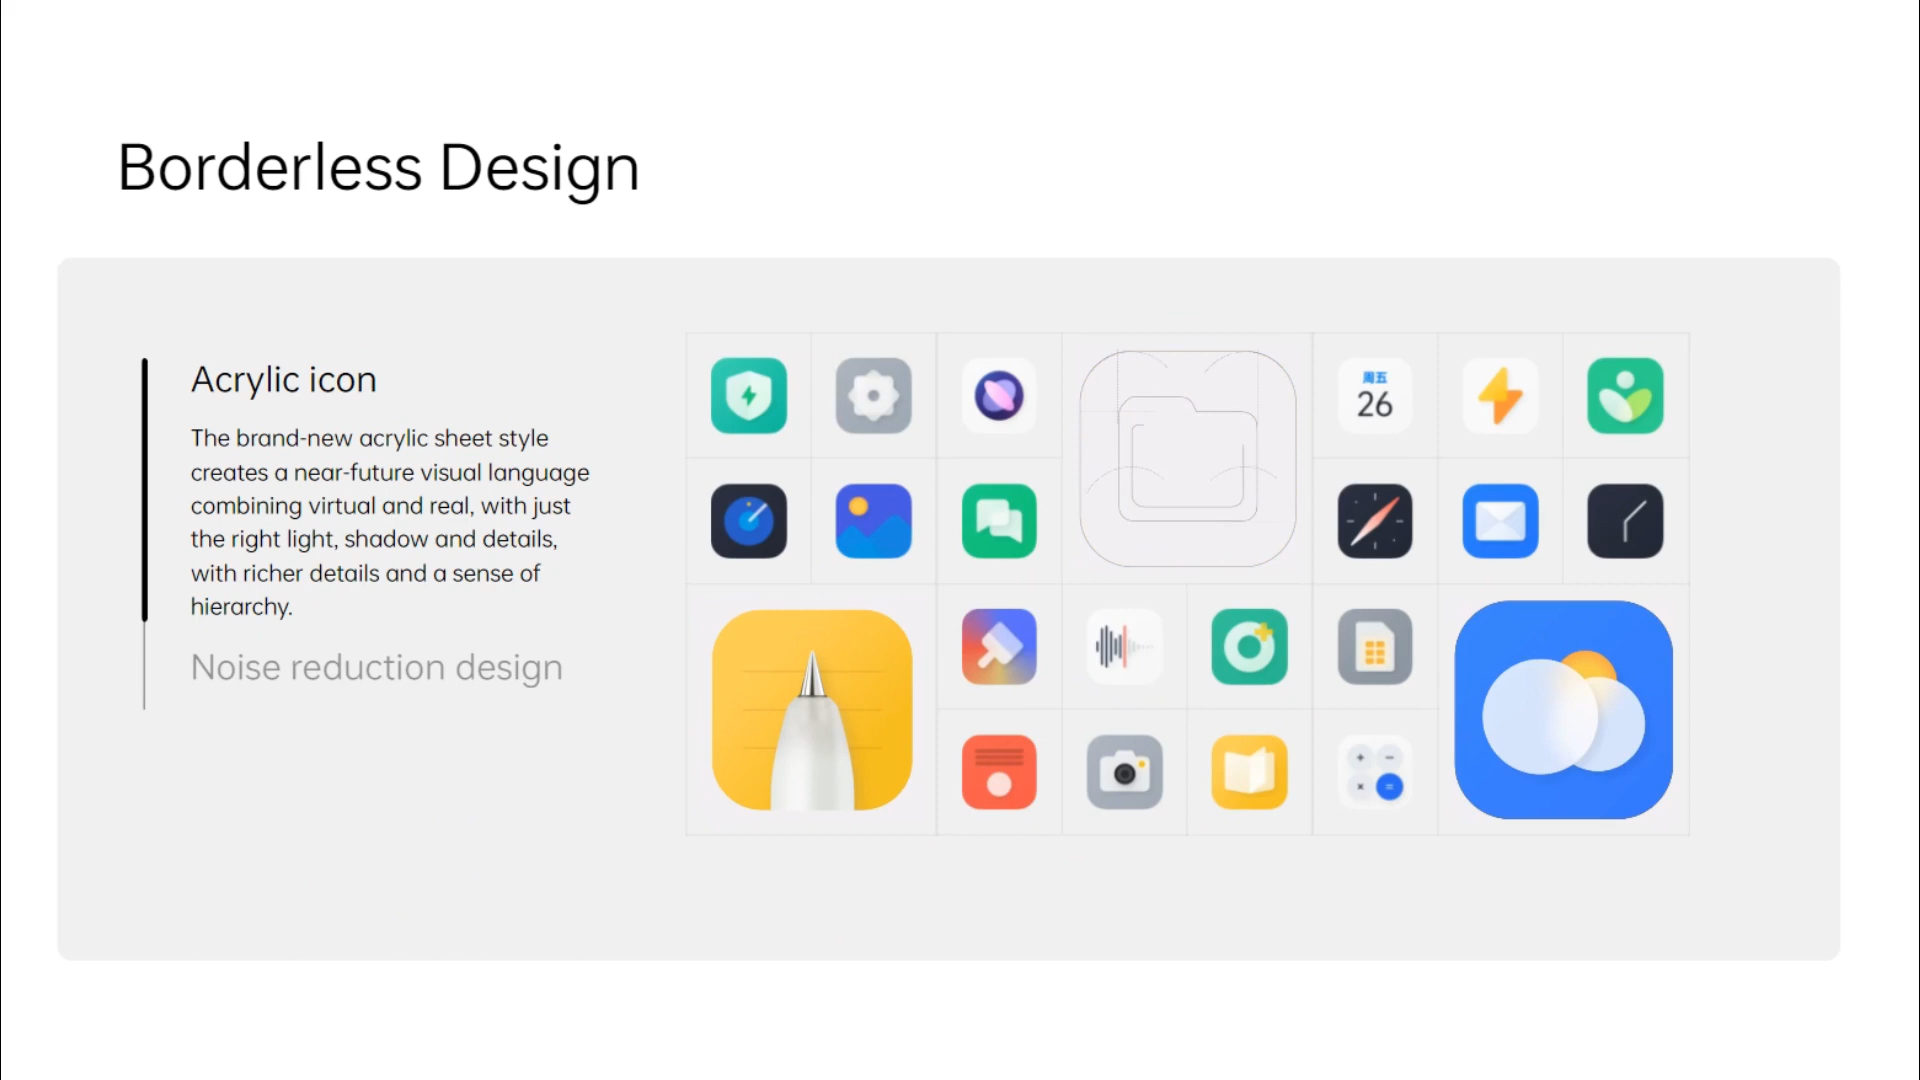 Borderless Design
Acrylic icon
The brand-new acrylic sheet style
creates a near-future visual language
combining virtual and real, with just
the right light, shadow and details,
with richer details and a sense of
hierarchy.
Noise reduction design
周五
26
+ −
× =